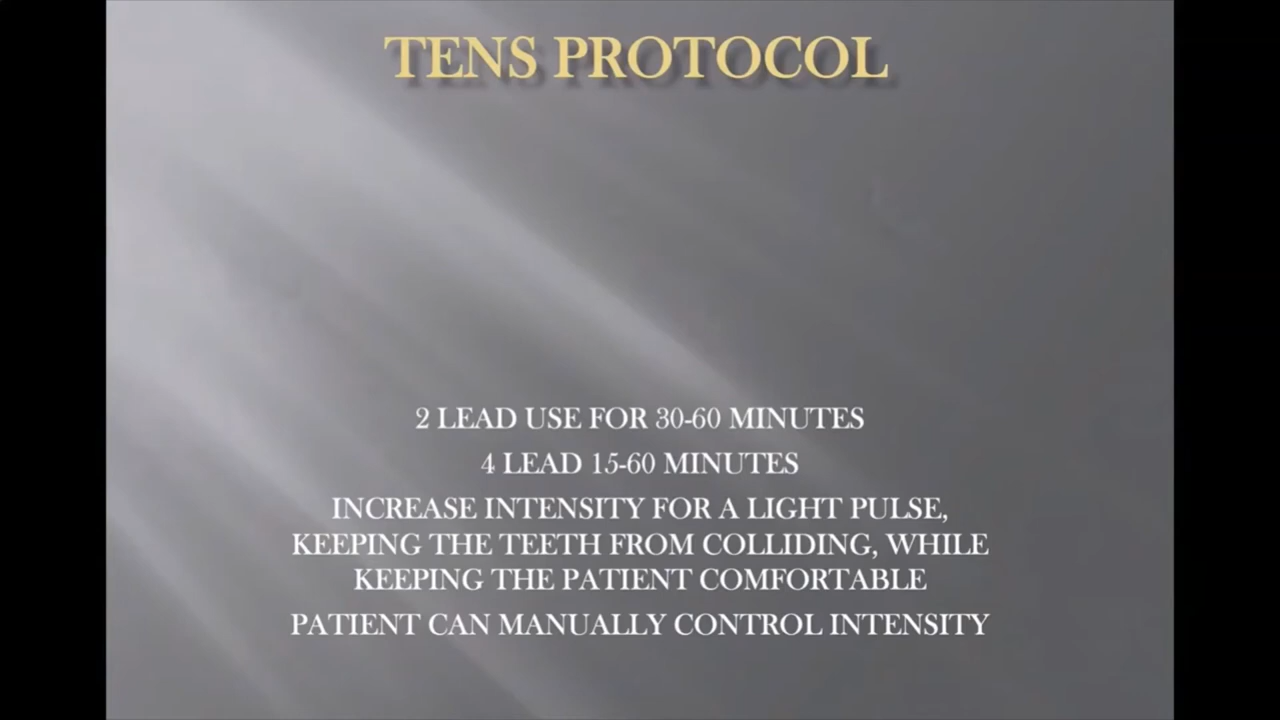 TENS PROTOCOL
2 LEAD USE FOR 30-60 MINUTES
4 LEAD 15-60 MINUTES
INCREASE INTENSITY FOR A LIGHT PULSE,
KEEPING THE TEETH FROM COLLIDING, WHILE
KEEPING THE PATIENT COMFORTABLE
PATIENT CAN MANUALLY CONTROL INTENSITY